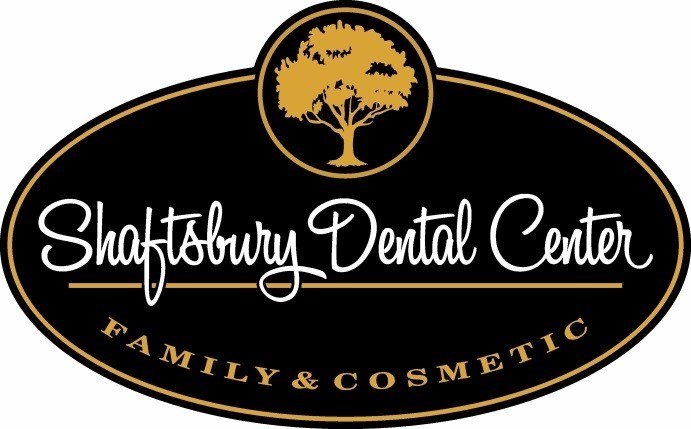 Shaftsbury Dental Center
FAMILY & COSMETIC